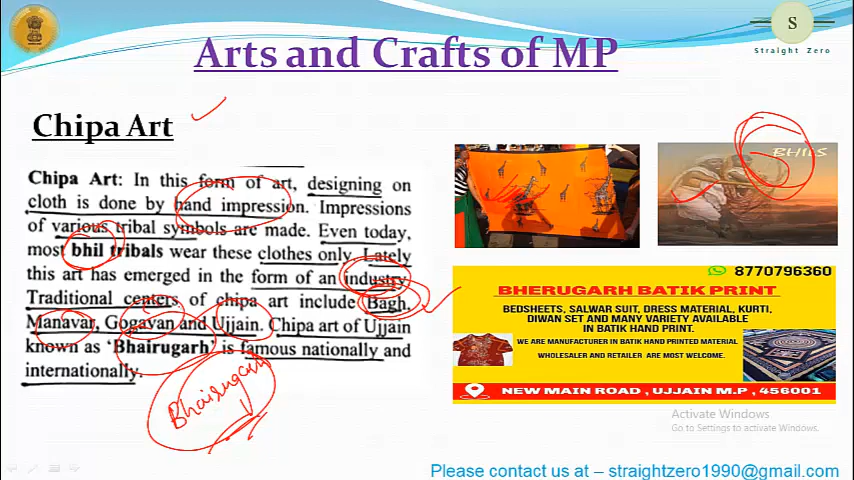 S
Straight Zero
Arts and Crafts of MP
Chipa Art
Chipa Art: In this form of art, designing on
cloth is done by hand impression. Impressions
of various tribal symbols are made. Even today,
most bhil tribals wear these clothes only. Lately
this art has emerged in the form of an industry.
Traditional centers of chipa art include Bagh,
Manavar, Gogavan and Ujjain. Chipa art of Ujjain
known as 'Bhairugarh' is famous nationally and
internationally.
Bhairugarh
BHILS
8770796360
BHERUGARH BATIK PRINT
BEDSHEETS, SALWAR SUIT, DRESS MATERIAL, KURTI,
DIWAN SET AND MANY VARIETY AVAILABLE
IN BATIK HAND PRINT.
WE ARE MANUFACTURER IN BATIK HAND PRINTED MATERIAL
WHOLESALER AND RETAILER ARE MOST WELCOME.
NEW MAIN ROAD, UJJAIN M.P, 456001
Activate Windows
Go to Settings to activate Windows.
Please contact us at – straightzero1990@gmail.com